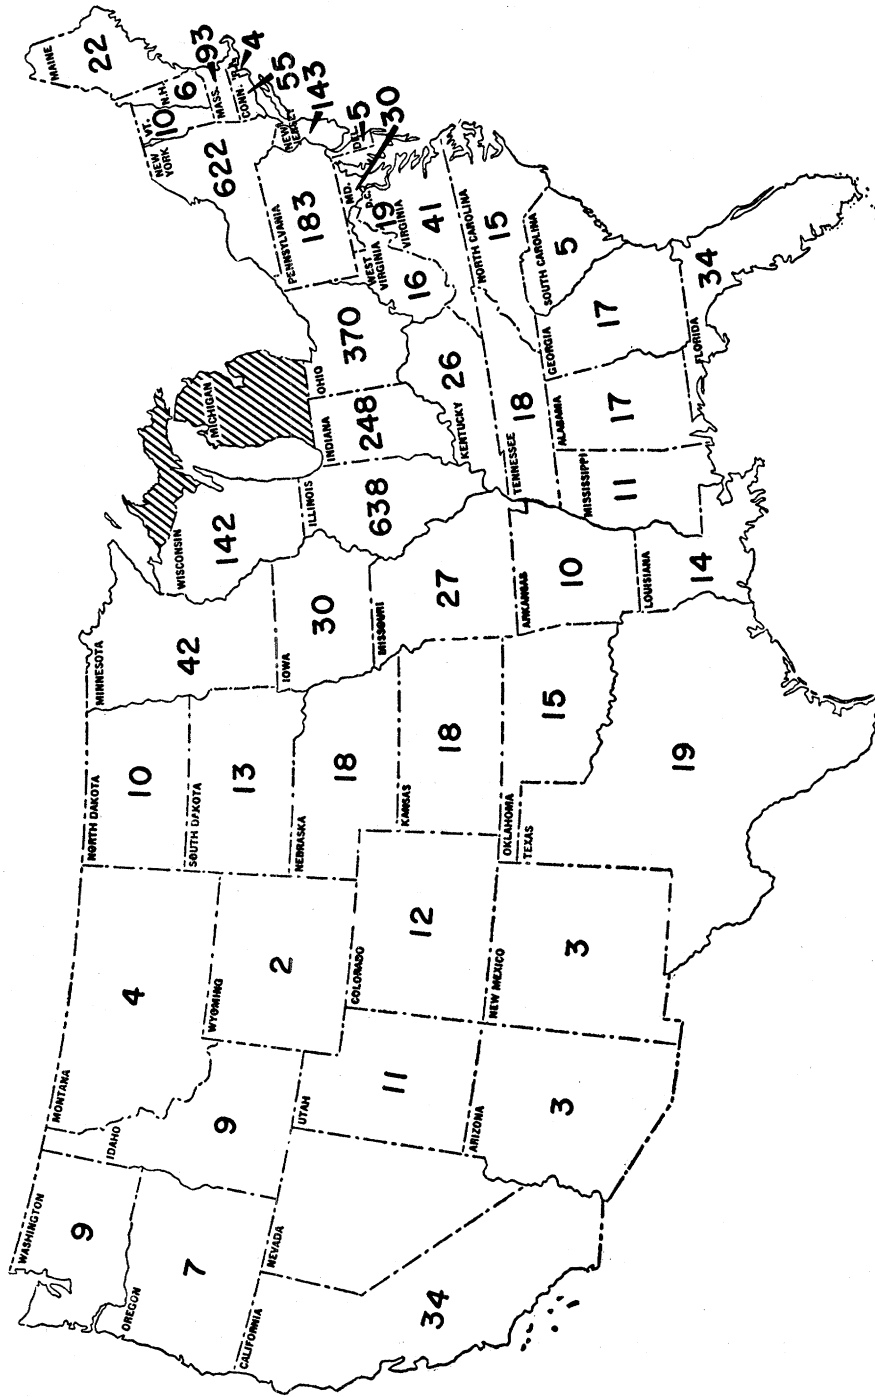 WASHINGTON
9
OREGON
7
CALIFORNIA
34
NEVADA
IDAHO
9
MONTANA
4
WYOMING
2
UTAH
11
ARIZONA
3
COLORADO
12
NEW MEXICO
3
NORTH DAKOTA
10
SOUTH DAKOTA
13
NEBRASKA
18
KANSAS
18
OKLAHOMA
15
TEXAS
19
MINNESOTA
42
IOWA
30
MISSOURI
27
ARKANSAS
10
LOUISIANA
14
WISCONSIN
142
ILLINOIS
638
MICHIGAN
INDIANA
248
OHIO
370
KENTUCKY
26
TENNESSEE
18
MISSISSIPPI
11
ALABAMA
17
GEORGIA
17
FLORIDA
34
SOUTH CAROLINA
5
NORTH CAROLINA
15
VIRGINIA
41
WEST
VIRGINIA
16
D.C.
19
MD.
30
DEL.
5
PENNSYLVANIA
183
NEW
JERSEY
143
NEW
YORK
622
CONN.
55
R.I.
4
MASS.
93
VT.
10
N.H.
6
MAINE
22